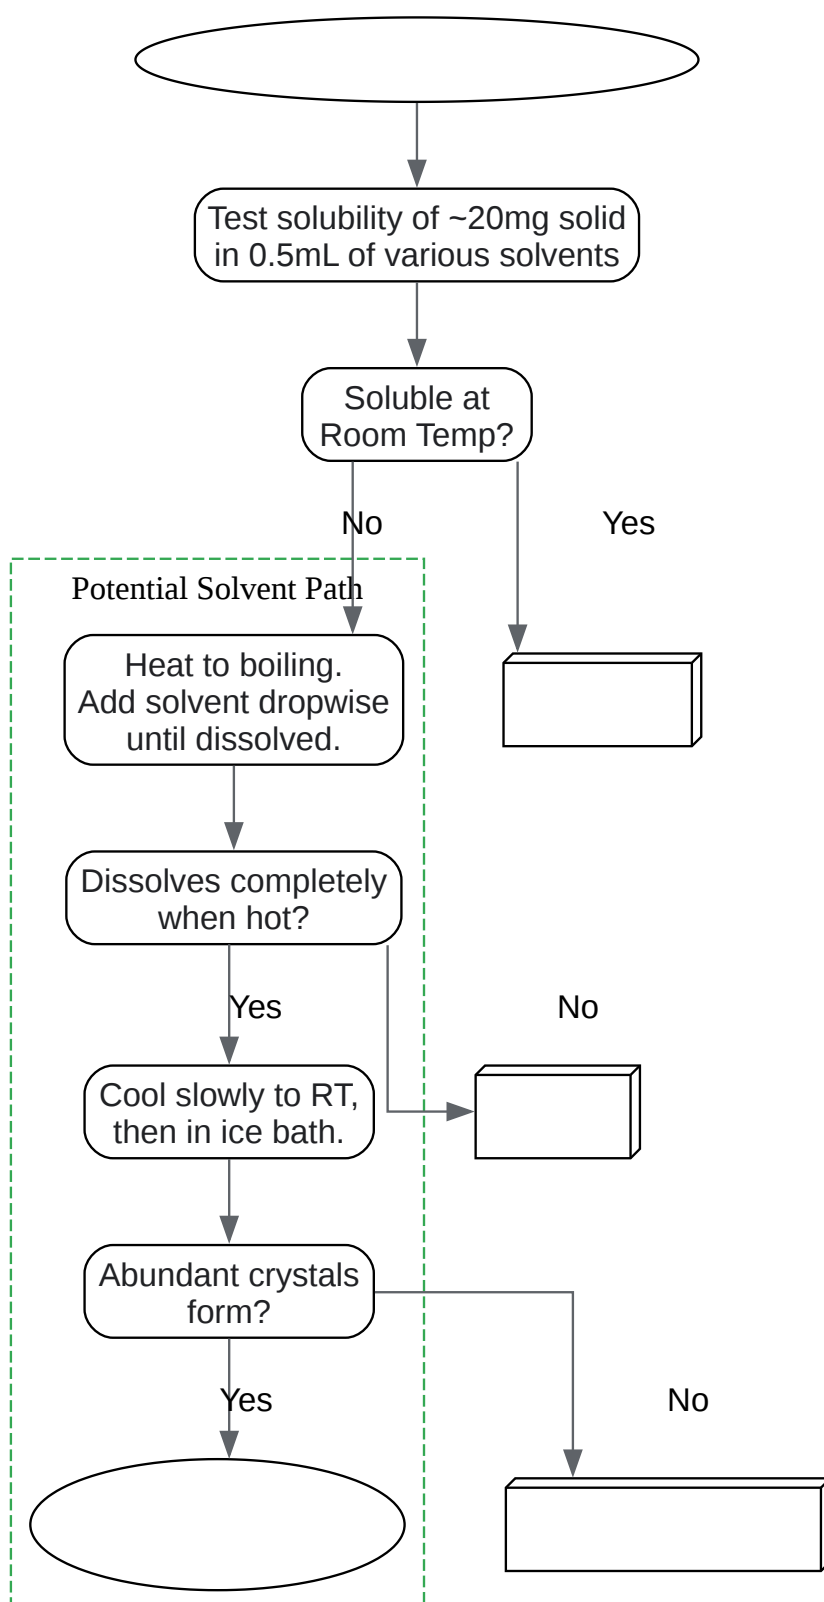 Test solubility of ~20mg solid
in 0.5mL of various solvents
Soluble at
Room Temp?
No
Yes
Potential Solvent Path
Heat to boiling.
Add solvent dropwise
until dissolved.
Dissolves completely
when hot?
Yes
No
Cool slowly to RT,
then in ice bath.
Abundant crystals
form?
Yes
No